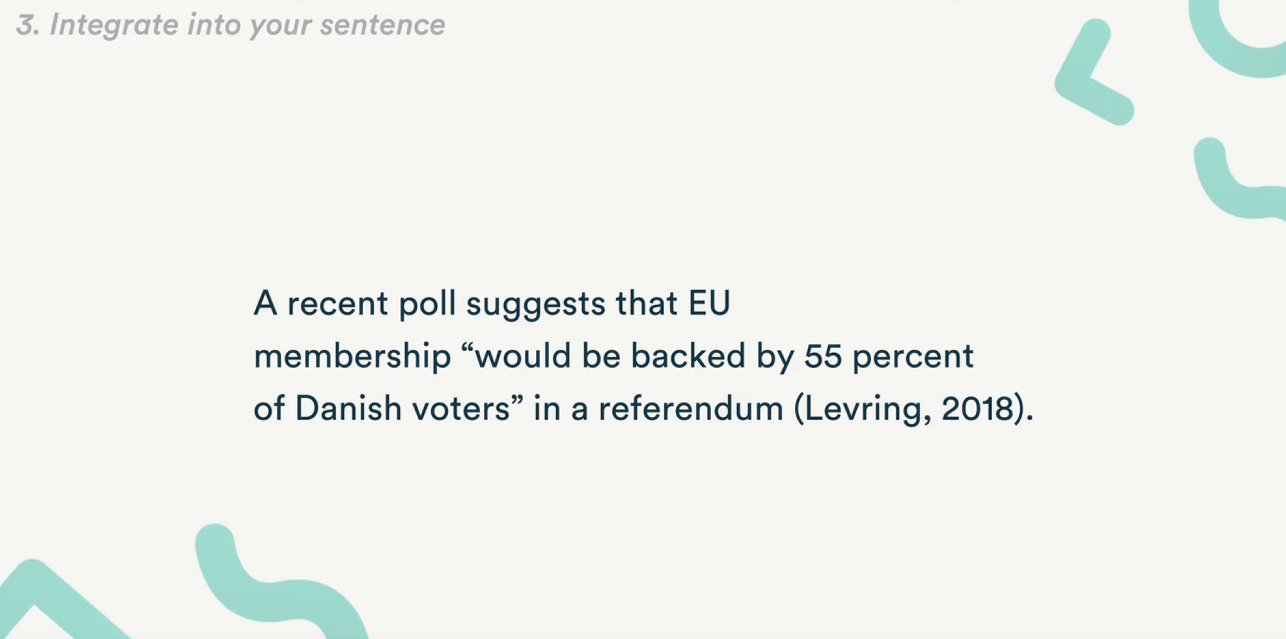 3. Integrate into your sentence
A recent poll suggests that EU
membership “would be backed by 55 percent
of Danish voters” in a referendum (Levring, 2018).